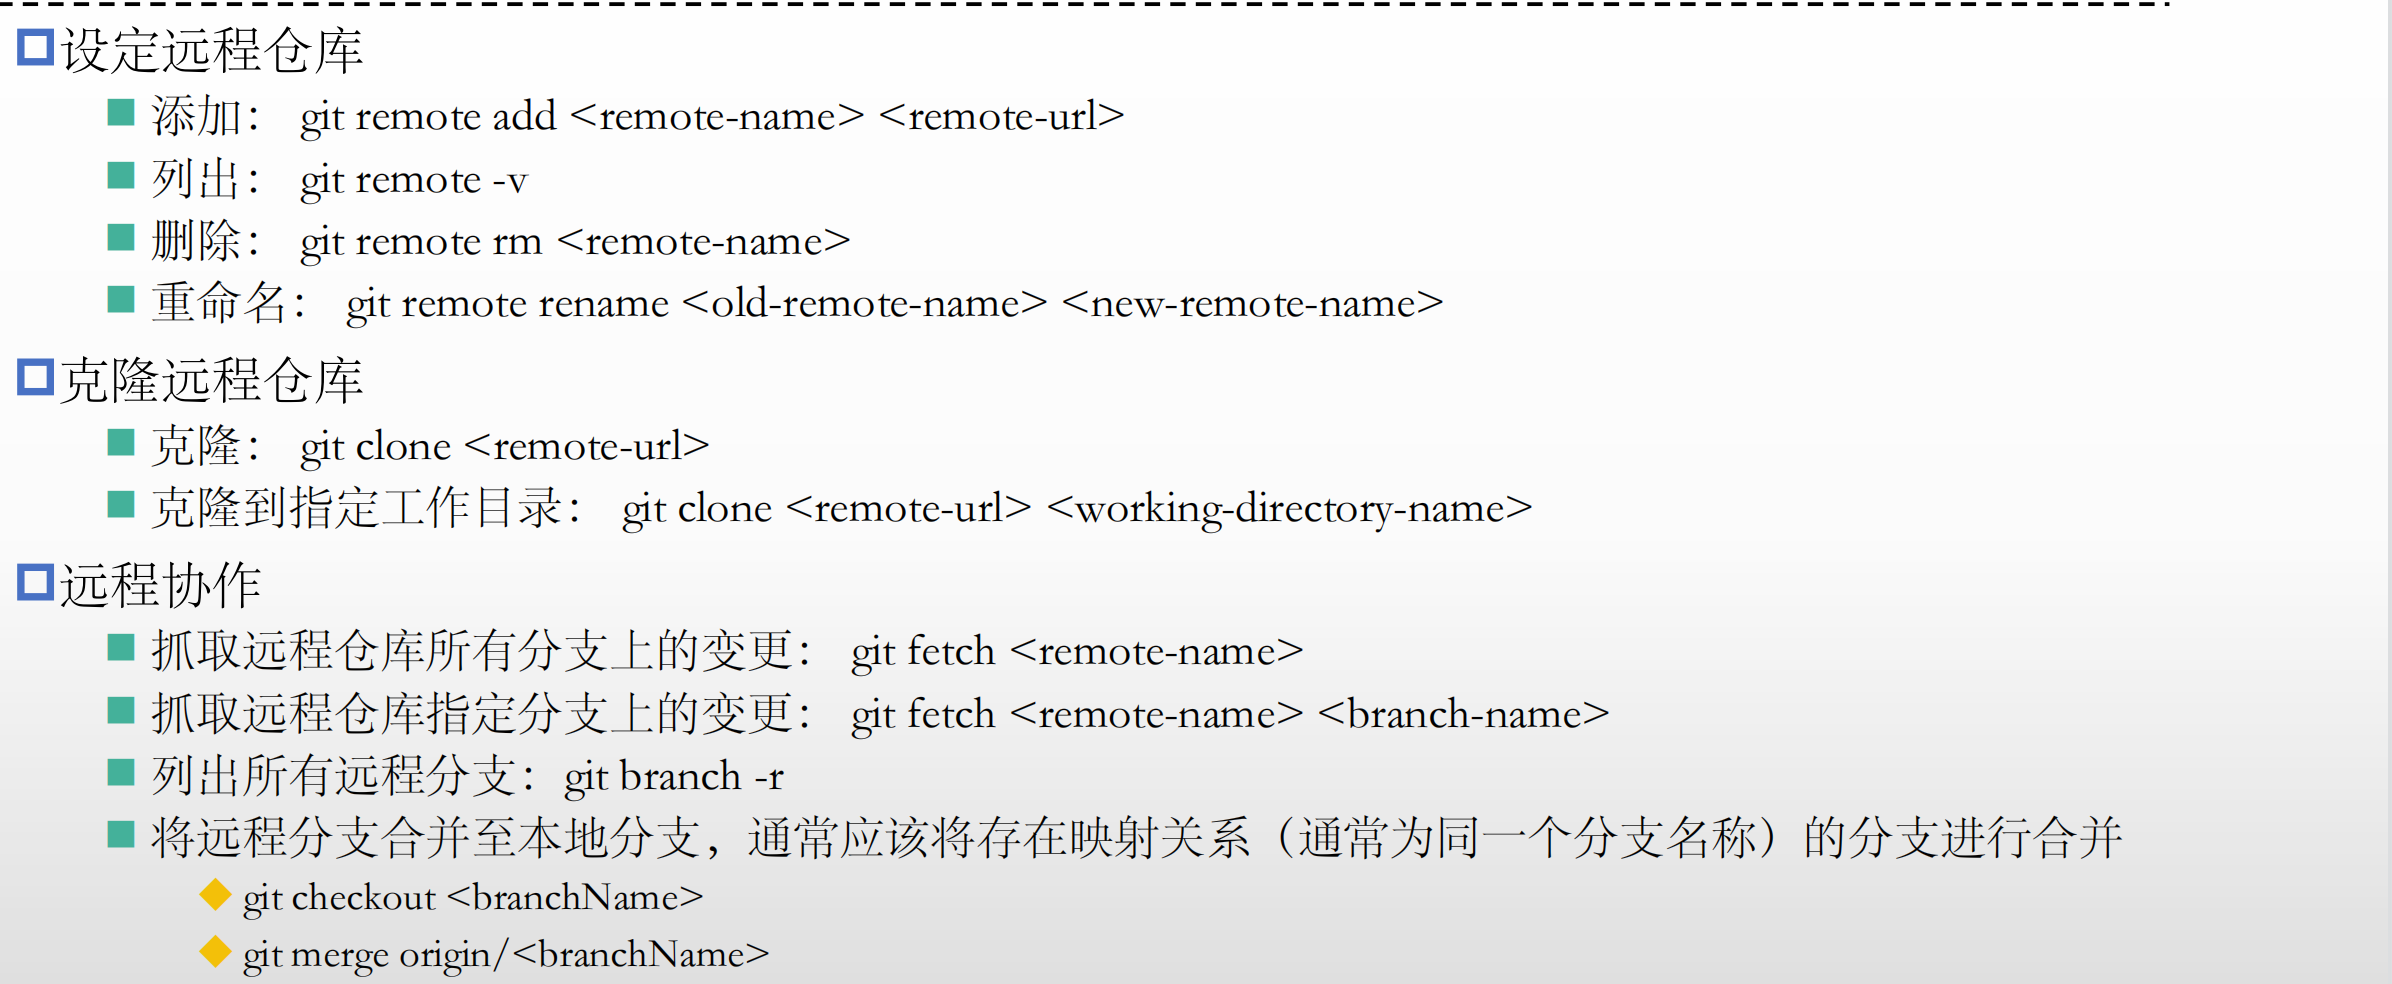 设定远程仓库
添加： git remote add <remote-name> <remote-url>
列出： git remote -v
删除： git remote rm <remote-name>
重命名： git remote rename <old-remote-name> <new-remote-name>
克隆远程仓库
克隆： git clone <remote-url>
克隆到指定工作目录： git clone <remote-url> <working-directory-name>
远程协作
抓取远程仓库所有分支上的变更： git fetch <remote-name>
抓取远程仓库指定分支上的变更： git fetch <remote-name> <branch-name>
列出所有远程分支：git branch -r
将远程分支合并至本地分支，通常应该将存在映射关系（通常为同一个分支名称）的分支进行合并
git checkout <branchName>
git merge origin/<branchName>